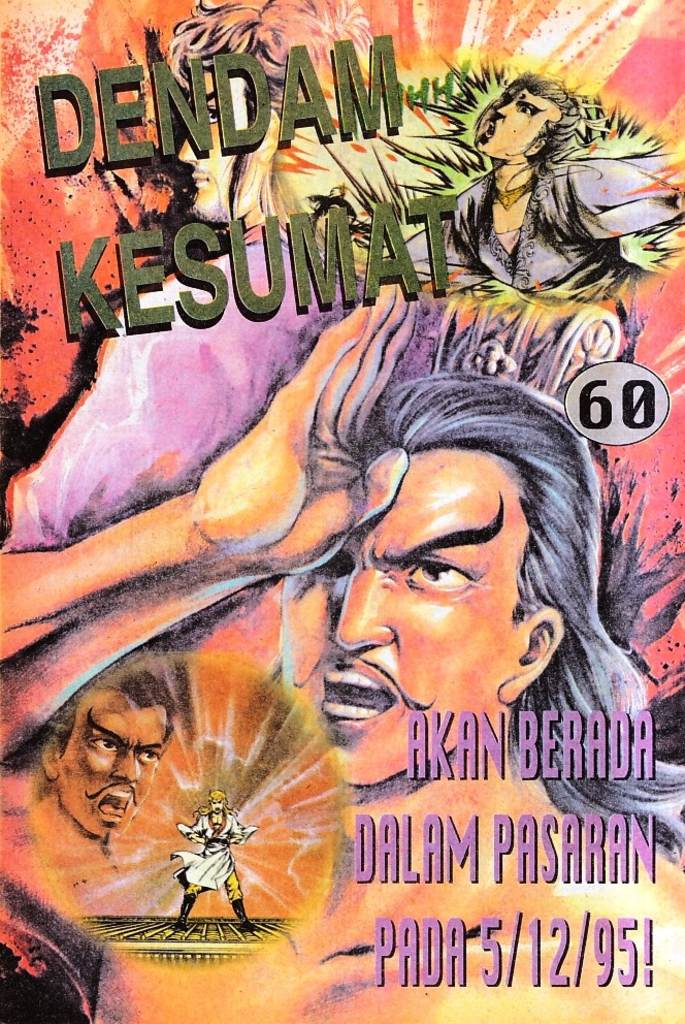 DENDAM
KESUMAT
60
AKAN BERADA
DALAM PASARAN
PADA 5/12/95!